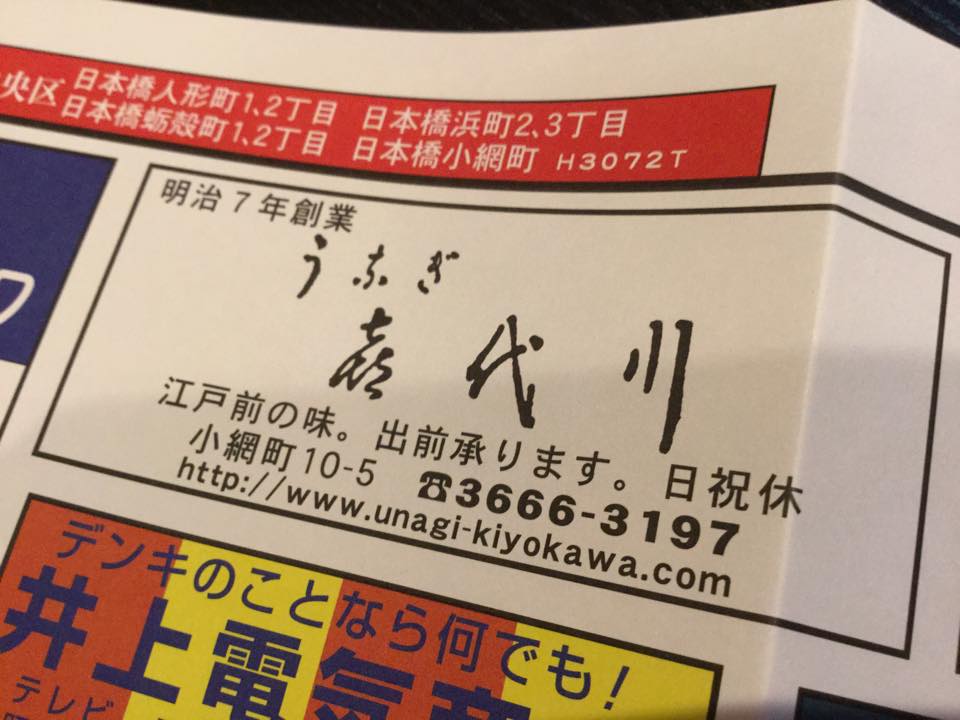 央区 日本橋人形町1、2丁目 日本橋浜町2、3丁目
日本橋蛎殻町1、2丁目 日本橋小網町 H3072T
明治7年創業
うなぎ
喜代川
江戸前の味。出前承ります。日祝休
小網町10-5 ☎3666-3197
http://www.unagi-kiyokawa.com
デンキのことなら何でも!
井上電気
テレビ